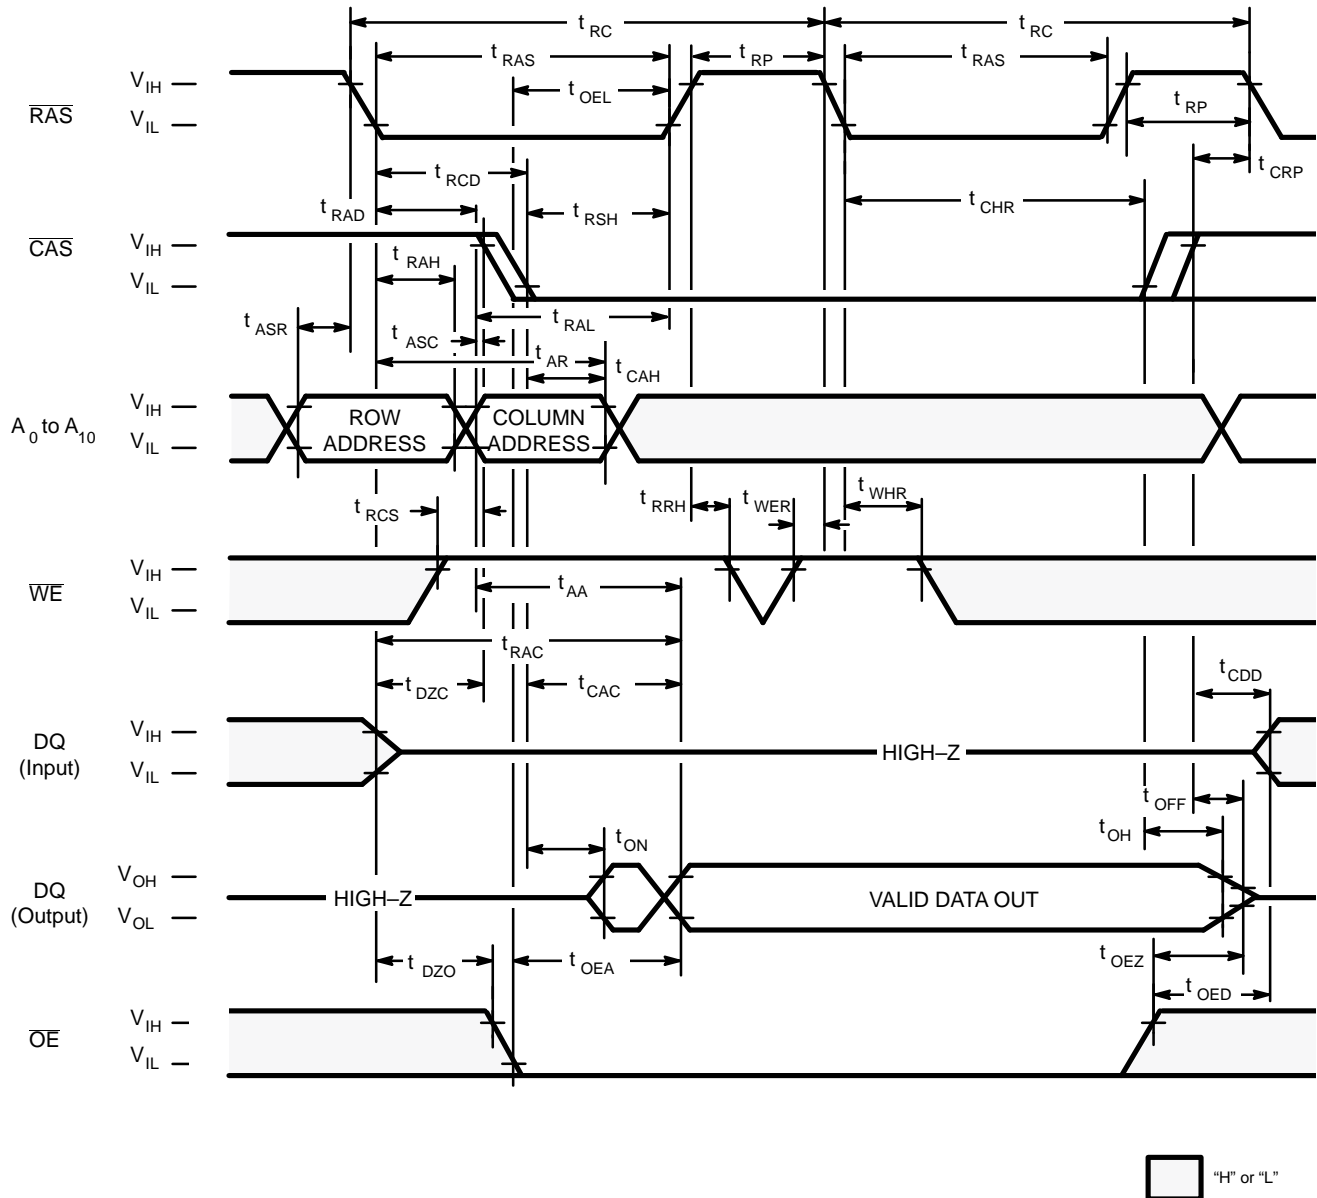 t RC t RC
t RAS t RP t RAS
V IH
t OEL
RAS
t RP
V IL
t RCD t CRP
t RAD t RSH t CHR
CAS
V IH
t RAH
V IL
t ASR t ASC t RAL
t AR t CAH
V IH
A 0 to A 10
ROW ADDRESS
COLUMN ADDRESS
V IL
t RCS t RRH t WER t WHR
V IH
WE
t AA
V IL
t RAC
t DZC t CAC t CDD
V IH
DQ (Input)
HIGH–Z
V IL
t OFF
t ON t OH
V OH
DQ (Output)
HIGH–Z VALID DATA OUT
V OL
t DZO t OEA t OEZ
t OED
V IH
OE
V IL
“H” or “L”